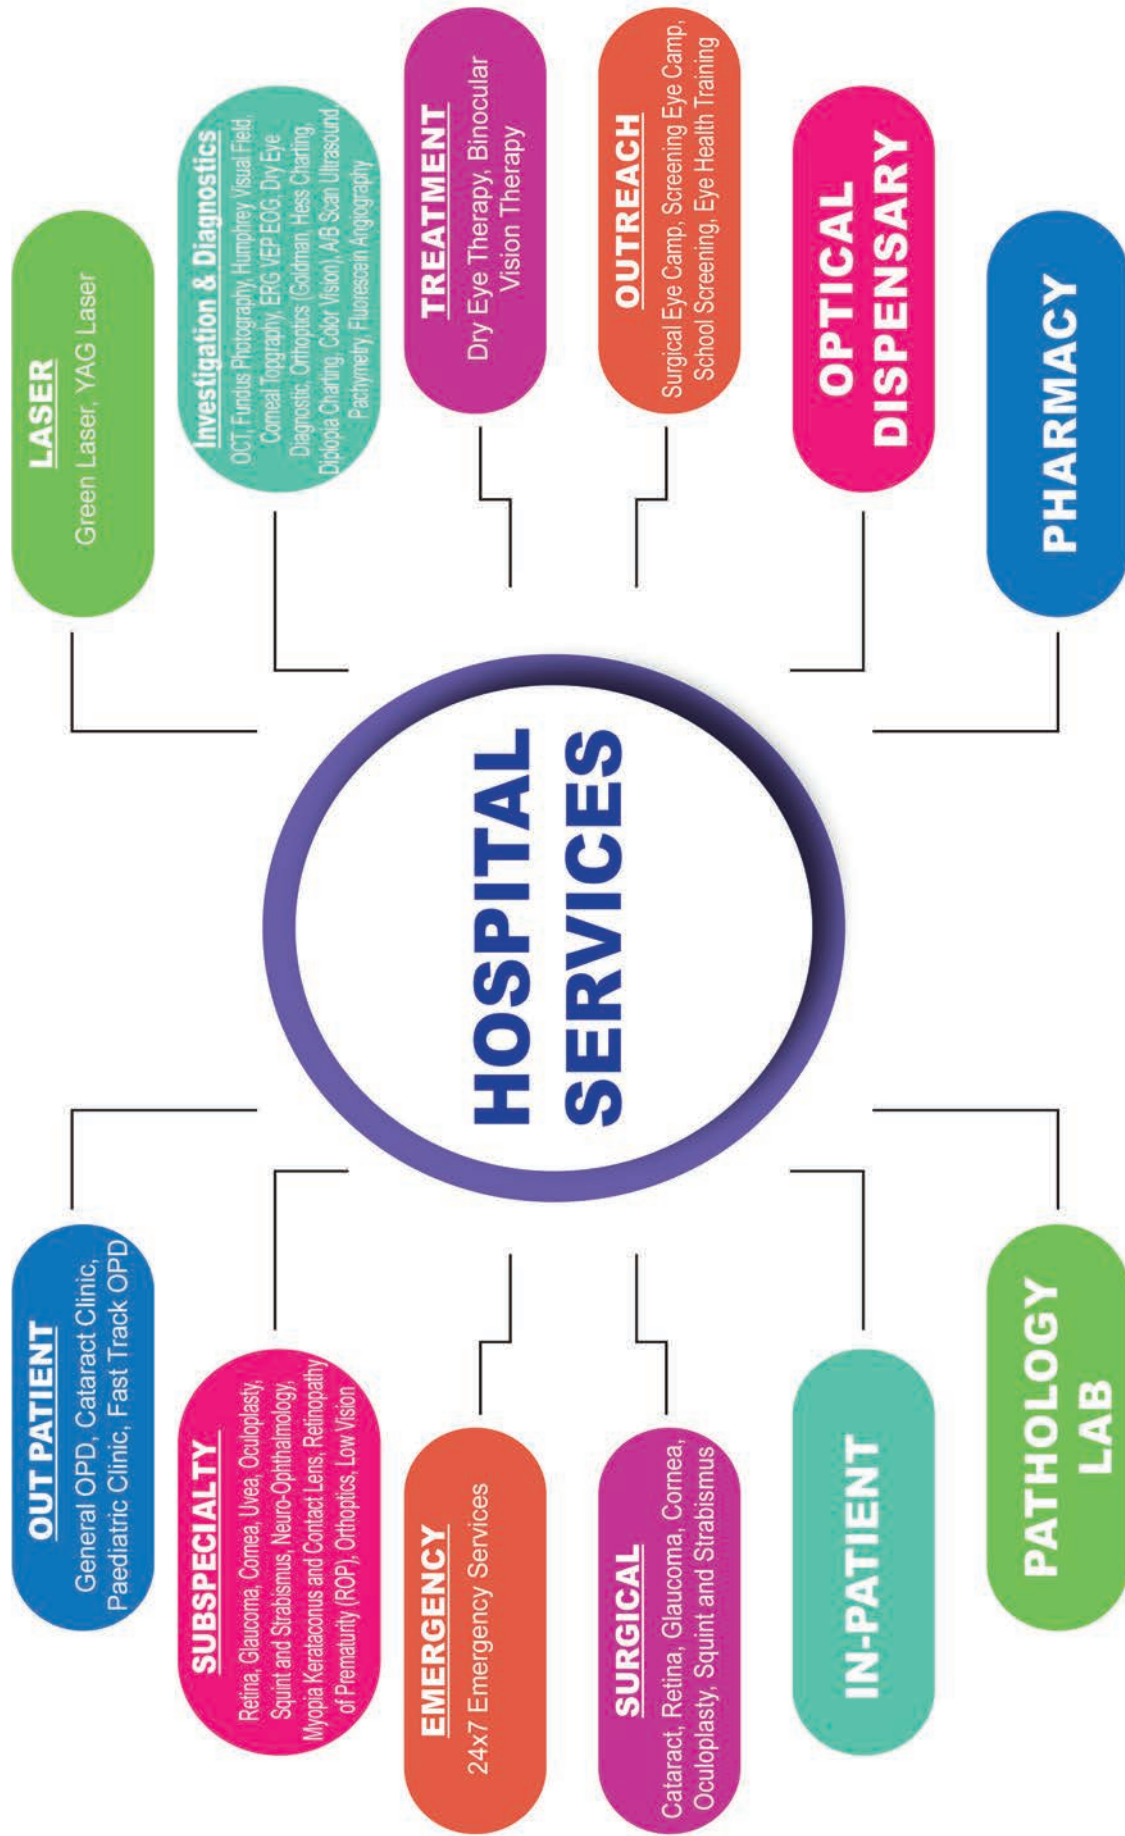 HOSPITAL
SERVICES
OUT PATIENT
General OPD, Cataract Clinic,
Paediatric Clinic, Fast Track OPD
SUBSPECIALTY
Retina, Glaucoma, Cornea, Uvea, Oculoplasty,
Squint and Strabismus, Neuro-Ophthalmology,
Myopia Kerataconus and Contact Lens, Retinopathy
of Prematurity (ROP), Orthoptics, Low Vision
EMERGENCY
24x7 Emergency Services
SURGICAL
Cataract, Retina, Glaucoma, Cornea,
Oculoplasty, Squint and Strabismus
IN-PATIENT
PATHOLOGY
LAB
LASER
Green Laser, YAG Laser
Investigation & Diagnostics
OCT, Fundus Photography, Humphrey Visual Field,
Corneal Topgraphy, ERG VEP EOG, Dry Eye
Diagnostic, Orthoptics (Goldman, Hess Charting,
Diplopia Charting, Color Vision), A/B Scan Ultrasound,
Pachymetry, Fluorescein Angiography
TREATMENT
Dry Eye Therapy, Binocular
Vision Therapy
OUTREACH
Surgical Eye Camp, Screening Eye Camp,
School Screening, Eye Health Training
OPTICAL
DISPENSARY
PHARMACY